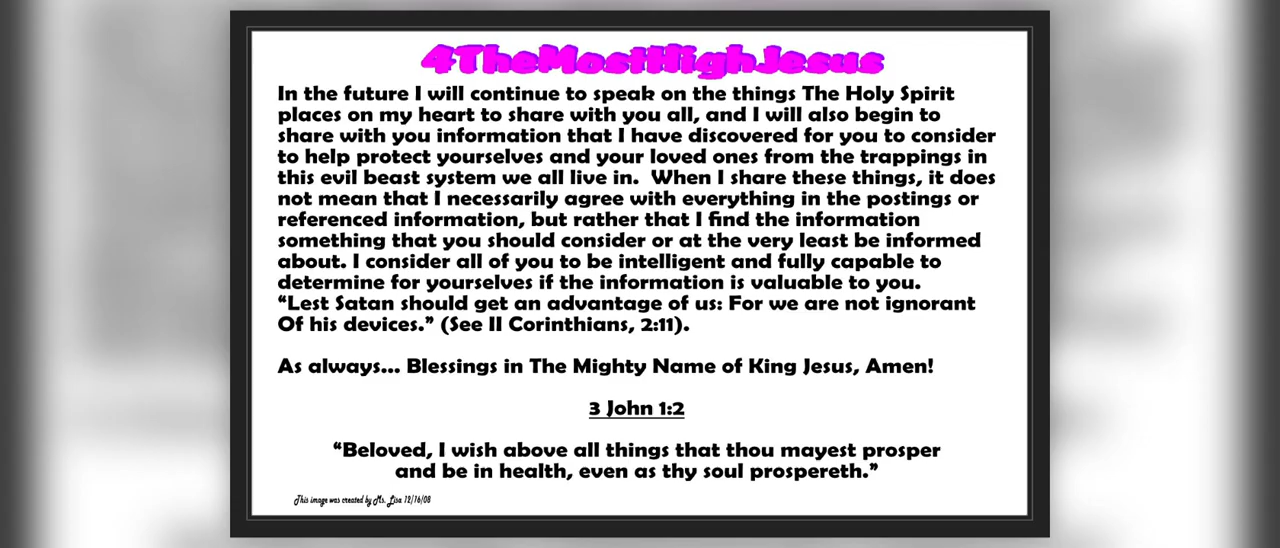 4TheMostHighJesus
In the future I will continue to speak on the things The Holy Spirit
places on my heart to share with you all, and I will also begin to
share with you information that I have discovered for you to consider
to help protect yourselves and your loved ones from the trappings in
this evil beast system we all live in.  When I share these things, it does
not mean that I necessarily agree with everything in the postings or
referenced information, but rather that I find the information
something that you should consider or at the very least be informed
about. I consider all of you to be intelligent and fully capable to
determine for yourselves if the information is valuable to you.
“Lest Satan should get an advantage of us: For we are not ignorant
Of his devices.” (See II Corinthians, 2:11).
As always... Blessings in The Mighty Name of King Jesus, Amen!
3 John 1:2
“Beloved, I wish above all things that thou mayest prosper
and be in health, even as thy soul prospereth.”
This image was created by Ms. Lisa 12/16/08